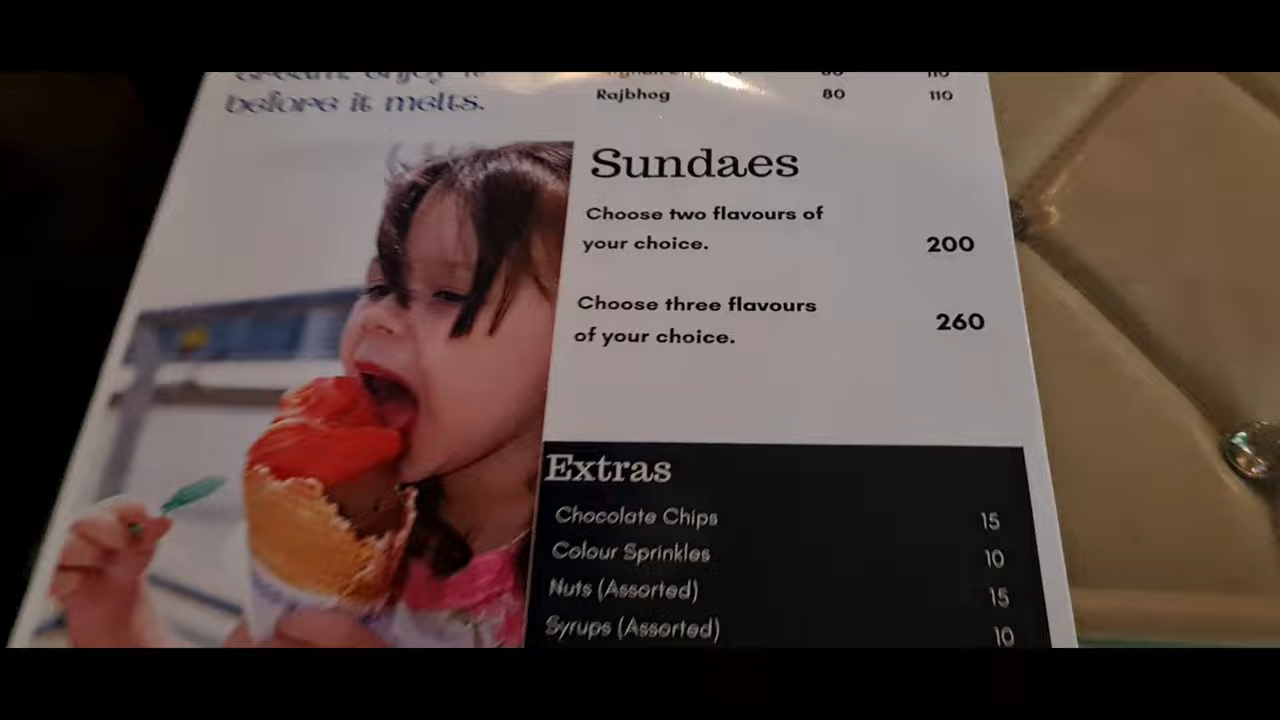 before it melts.
Rajbhog 80 110
Sundaes
Choose two flavours of
your choice. 200
Choose three flavours
of your choice. 260
Extras
Chocolate Chips 15
Colour Sprinkles 10
Nuts (Assorted) 15
Syrups (Assorted) 10